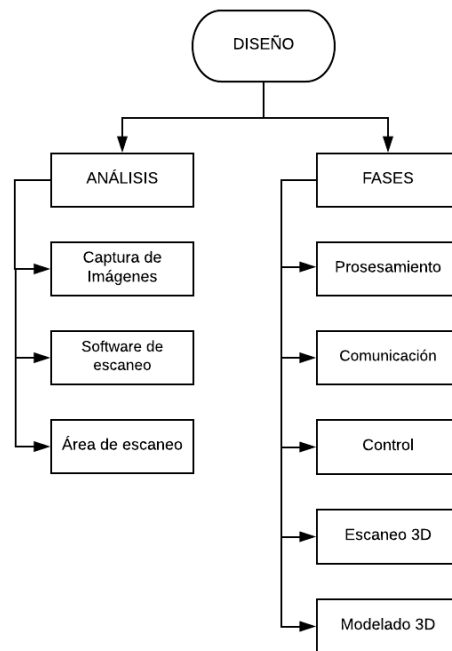 DISEÑO
ANÁLISIS
Captura de
Imágenes
Software de
escaneo
Área de escaneo
FASES
Prosesamiento
Comunicación
Control
Escaneo 3D
Modelado 3D